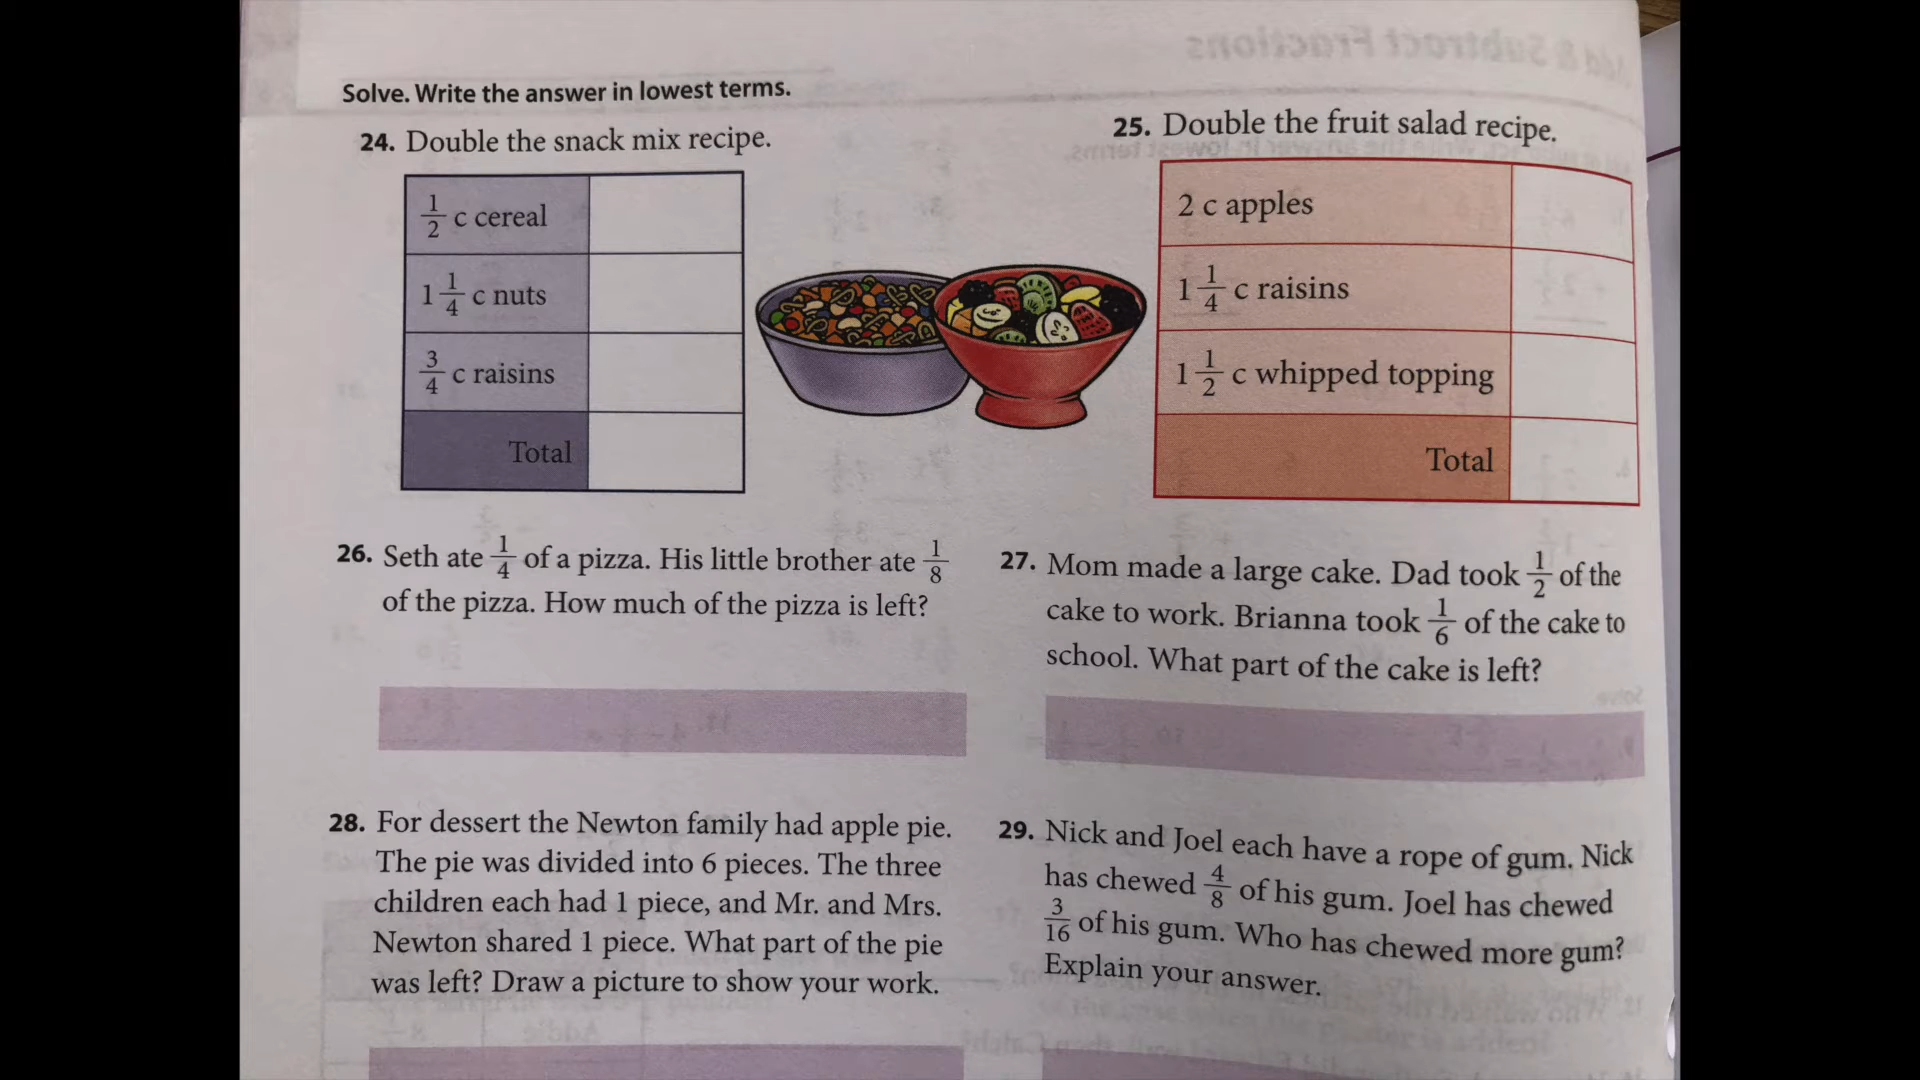 Add & Subtract Fractions
Solve. Write the answer in lowest terms.
24. Double the snack mix recipe.
1/2 c cereal
1 1/4 c nuts
3/4 c raisins
Total
25. Double the fruit salad recipe.
2 c apples
1 1/4 c raisins
1 1/2 c whipped topping
Total
26. Seth ate 1/4 of a pizza. His little brother ate 1/8
of the pizza. How much of the pizza is left?
27. Mom made a large cake. Dad took 1/2 of the
cake to work. Brianna took 1/6 of the cake to
school. What part of the cake is left?
28. For dessert the Newton family had apple pie.
The pie was divided into 6 pieces. The three
children each had 1 piece, and Mr. and Mrs.
Newton shared 1 piece. What part of the pie
was left? Draw a picture to show your work.
29. Nick and Joel each have a rope of gum. Nick
has chewed 4/8 of his gum. Joel has chewed
3/16 of his gum. Who has chewed more gum?
Explain your answer.